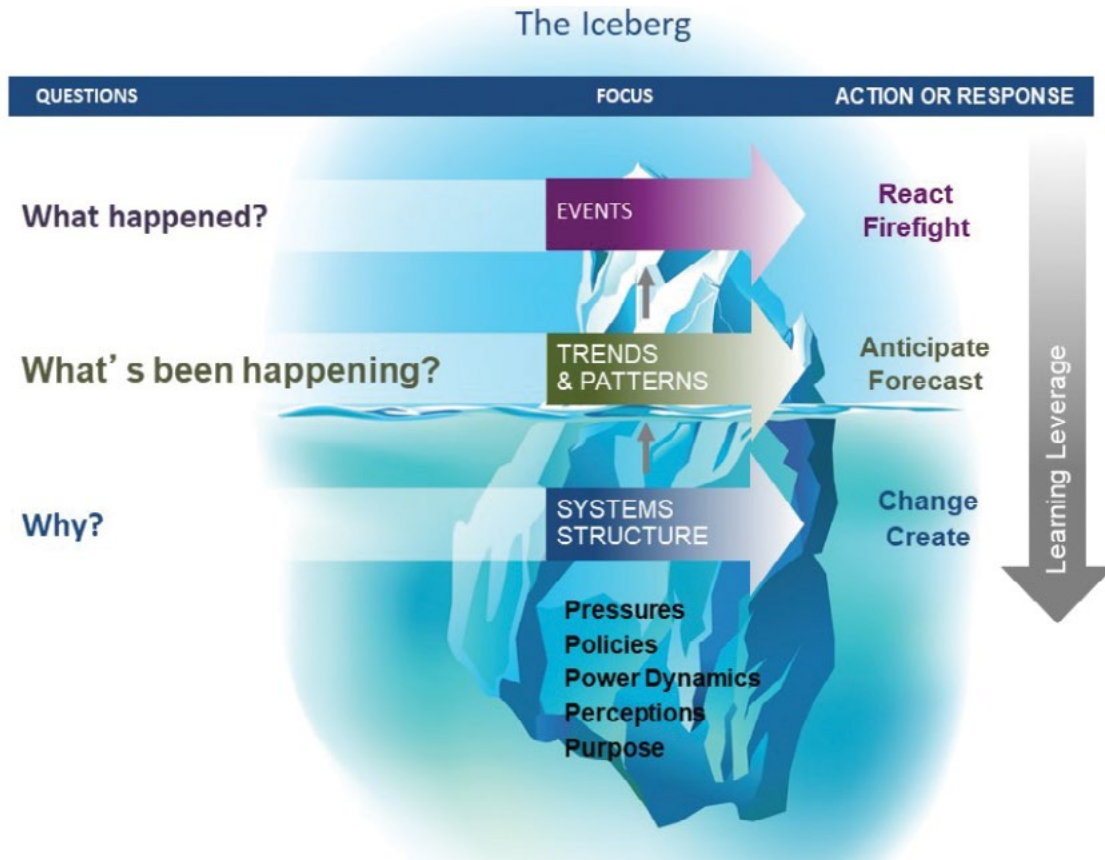 The Iceberg
QUESTIONS FOCUS ACTION OR RESPONSE
What happened?
EVENTS
React
Firefight
What's been happening?
TRENDS
& PATTERNS
Anticipate
Forecast
Why?
SYSTEMS
STRUCTURE
Change
Create
Pressures
Policies
Power Dynamics
Perceptions
Purpose
Learning Leverage